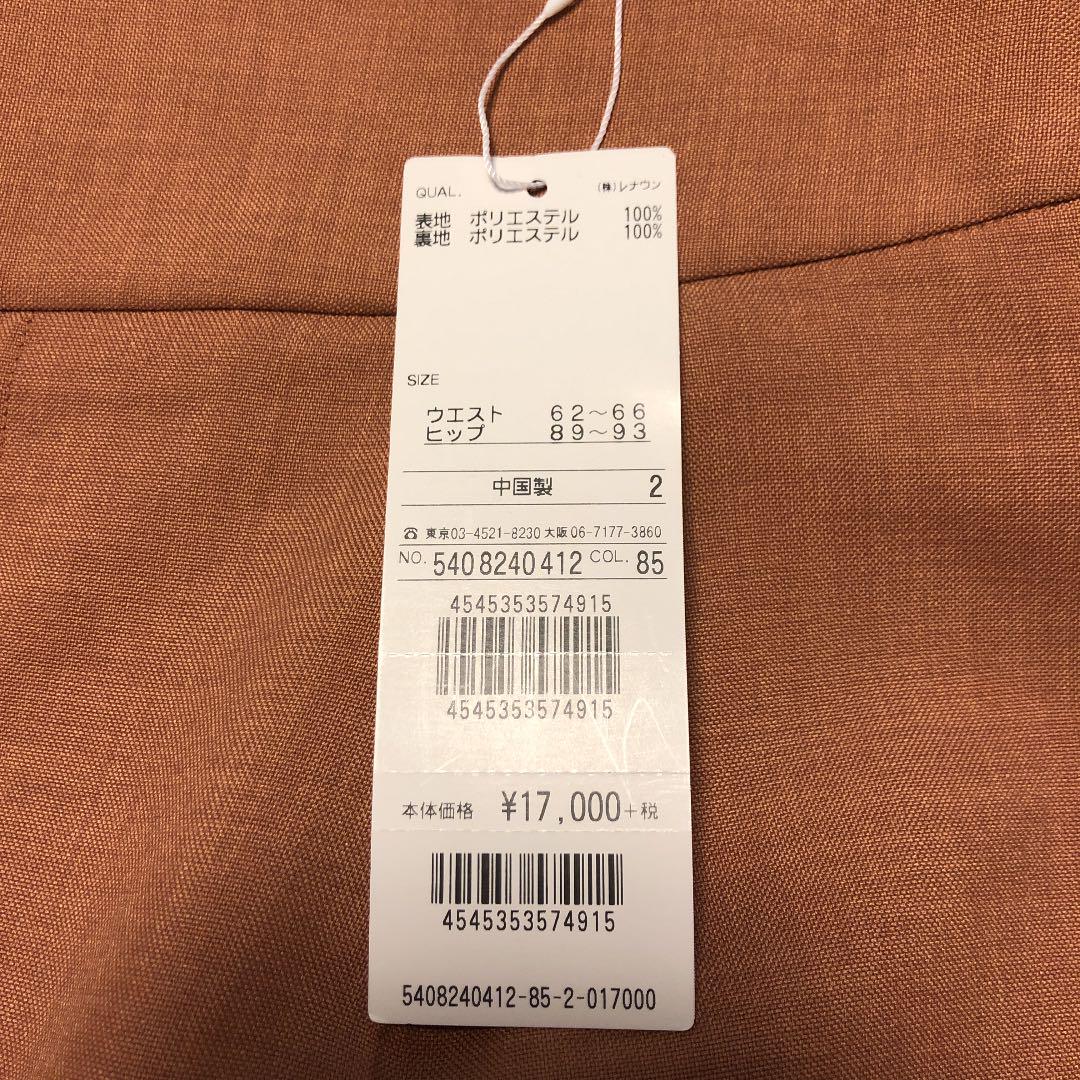 QUAL. (株)レナウン
表地 ポリエステル 100%
裏地 ポリエステル 100%
SIZE
ウエスト 62〜66
ヒップ 89〜93
中国製 2
☎ 東京03-4521-8230 大阪06-7177-3860
NO. 5408240412 COL. 85
4545353574915
4545353574915
本体価格 ¥17,000+税
4545353574915
5408240412-85-2-017000